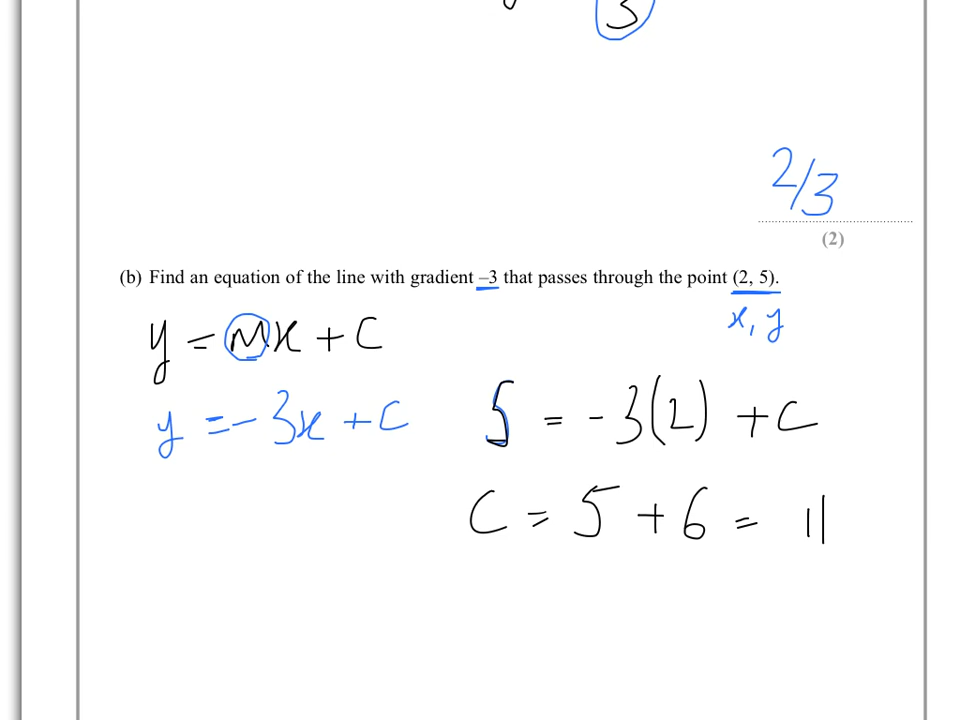 3
2/3
(2)
(b) Find an equation of the line with gradient –3 that passes through the point (2, 5).
x, y
y = mx + c
y = -3x + c
5 = -3(2) + c
c = 5 + 6 = 11